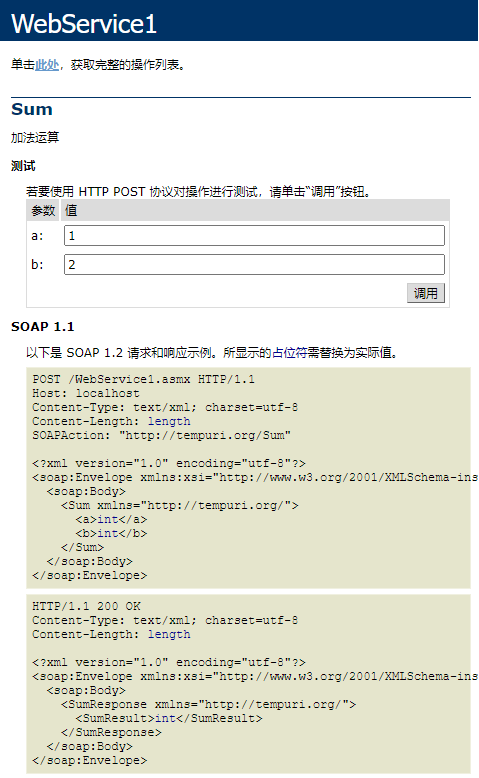 WebService1
单击此处，获取完整的操作列表。
Sum
加法运算
测试
若要使用 HTTP POST 协议对操作进行测试，请单击“调用”按钮。
参数 值
a: 1
b: 2
调用
SOAP 1.1
以下是 SOAP 1.2 请求和响应示例。所显示的占位符需替换为实际值。
POST /WebService1.asmx HTTP/1.1
Host: localhost
Content-Type: text/xml; charset=utf-8
Content-Length: length
SOAPAction: "http://tempuri.org/Sum"
<?xml version="1.0" encoding="utf-8"?>
<soap:Envelope xmlns:xsi="http://www.w3.org/2001/XMLSchema-ins
<soap:Body>
<Sum xmlns="http://tempuri.org/">
<a>int</a>
<b>int</b>
</Sum>
</soap:Body>
</soap:Envelope>
HTTP/1.1 200 OK
Content-Type: text/xml; charset=utf-8
Content-Length: length
<?xml version="1.0" encoding="utf-8"?>
<soap:Envelope xmlns:xsi="http://www.w3.org/2001/XMLSchema-ins
<soap:Body>
<SumResponse xmlns="http://tempuri.org/">
<SumResult>int</SumResult>
</SumResponse>
</soap:Body>
</soap:Envelope>